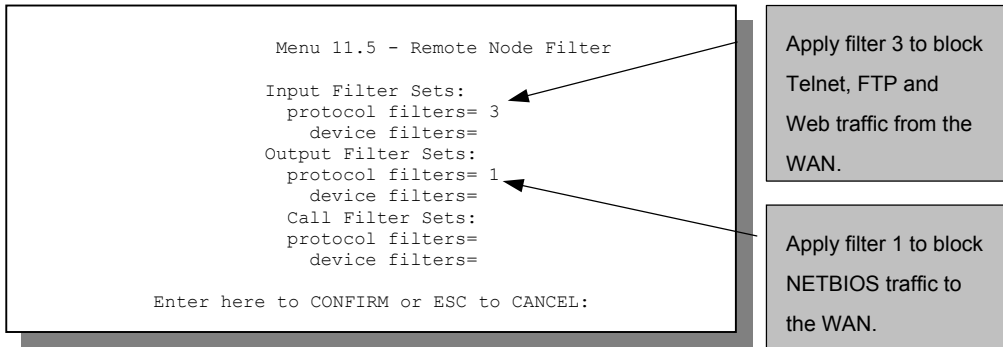 Menu 11.5 - Remote Node Filter
Input Filter Sets:
protocol filters= 3
device filters=
Output Filter Sets:
protocol filters= 1
device filters=
Call Filter Sets:
protocol filters=
device filters=
Enter here to CONFIRM or ESC to CANCEL:
Apply filter 3 to block
Telnet, FTP and
Web traffic from the
WAN.
Apply filter 1 to block
NETBIOS traffic to
the WAN.